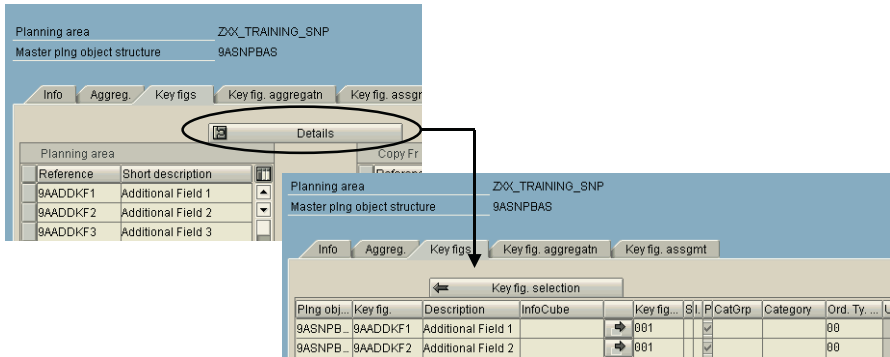 Planning area ZXX_TRAINING_SNP
Master plng object structure 9ASNPBAS
Info Aggreg. Key figs Key fig. aggregatn Key fig. assgr
Details
Planning area Copy Fr
Reference Short description
9AADDKF1 Additional Field 1
9AADDKF2 Additional Field 2
9AADDKF3 Additional Field 3
Planning area ZXX_TRAINING_SNP
Master plng object structure 9ASNPBAS
Info Aggreg. Key figs Key fig. aggregatn Key fig. assgmt
Key fig. selection
Plng obj... Key fig. Description InfoCube Key fig... S I. P CatGrp Category Ord. Ty. ... U
9ASNPB... 9AADDKF1 Additional Field 1 001 00
9ASNPB... 9AADDKF2 Additional Field 2 001 00